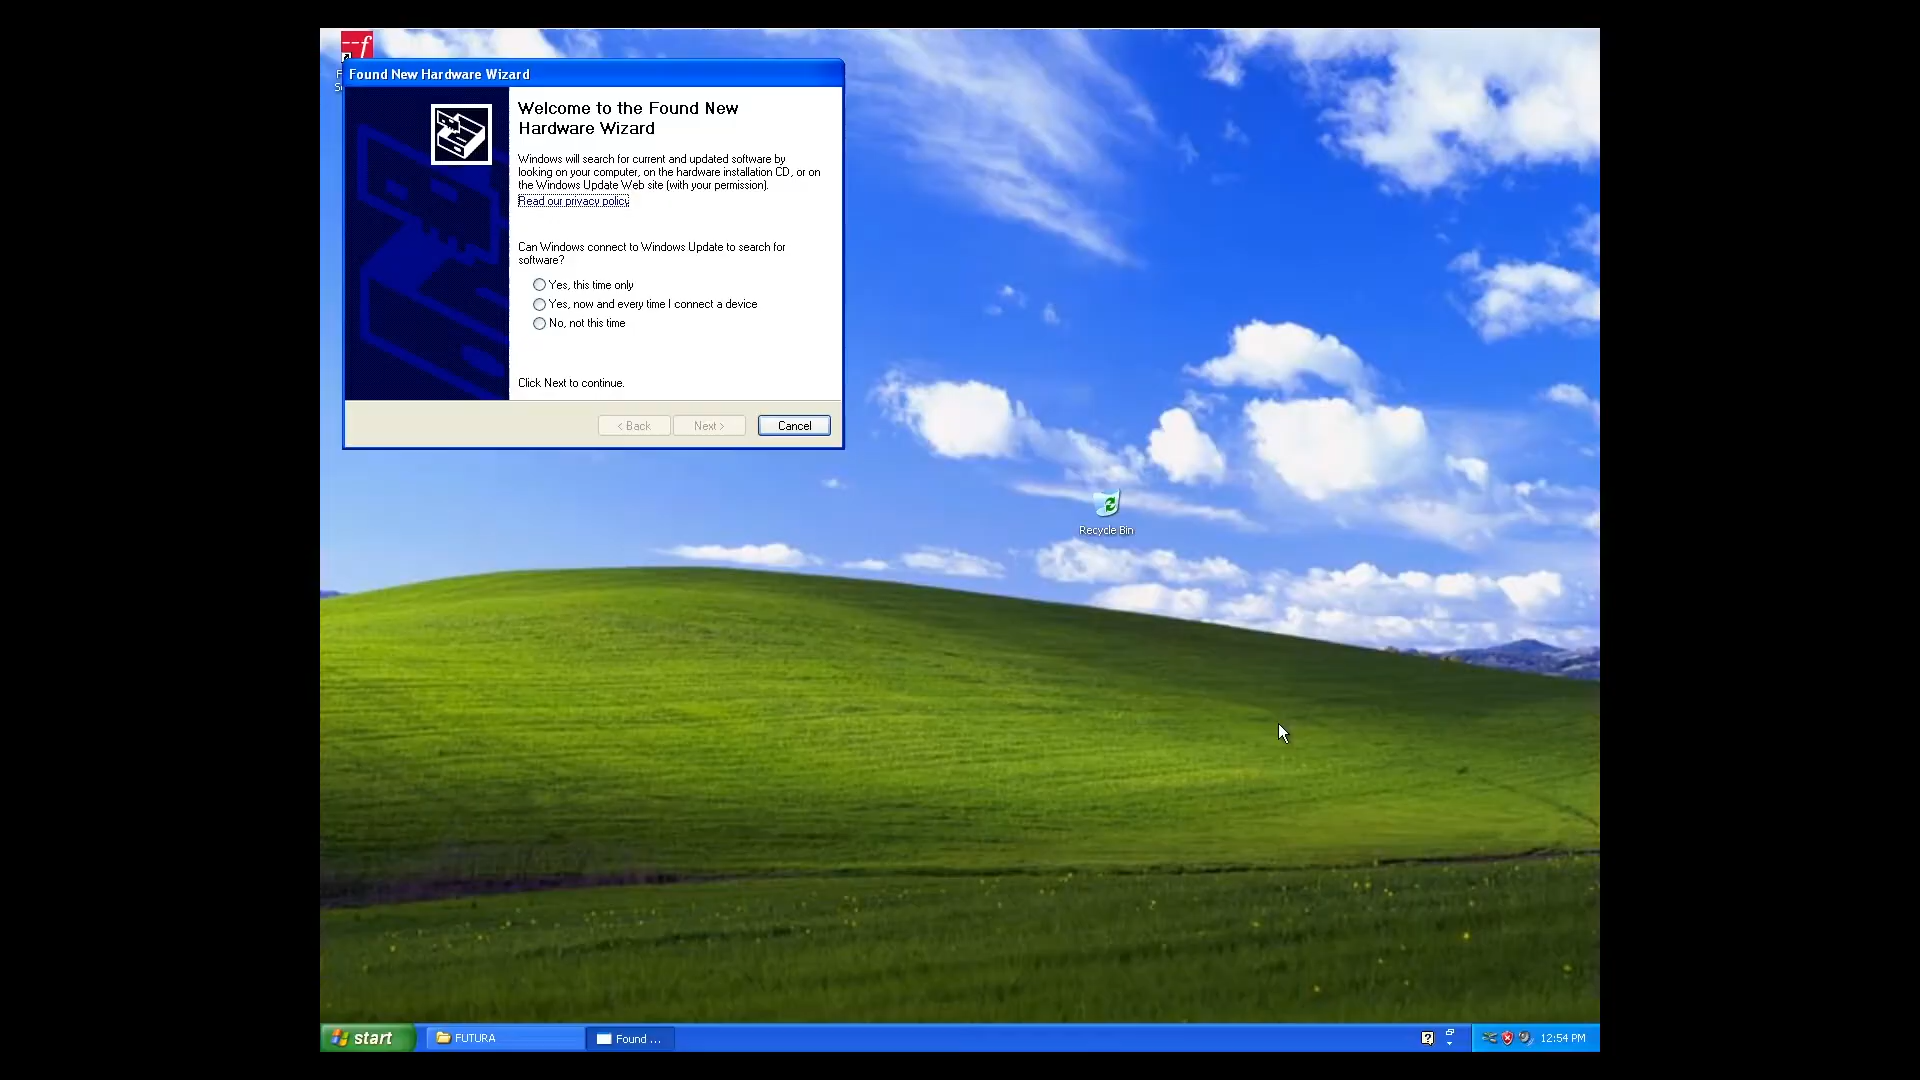 --f
Found New Hardware Wizard
Welcome to the Found New
Hardware Wizard
Windows will search for current and updated software by
looking on your computer, on the hardware installation CD, or on
the Windows Update Web site (with your permission).
Read our privacy policy
Can Windows connect to Windows Update to search for
software?
Yes, this time only
Yes, now and every time I connect a device
No, not this time
Click Next to continue.
< Back
Next >
Cancel
Recycle Bin
start
FUTURA
Found ...
12:54 PM